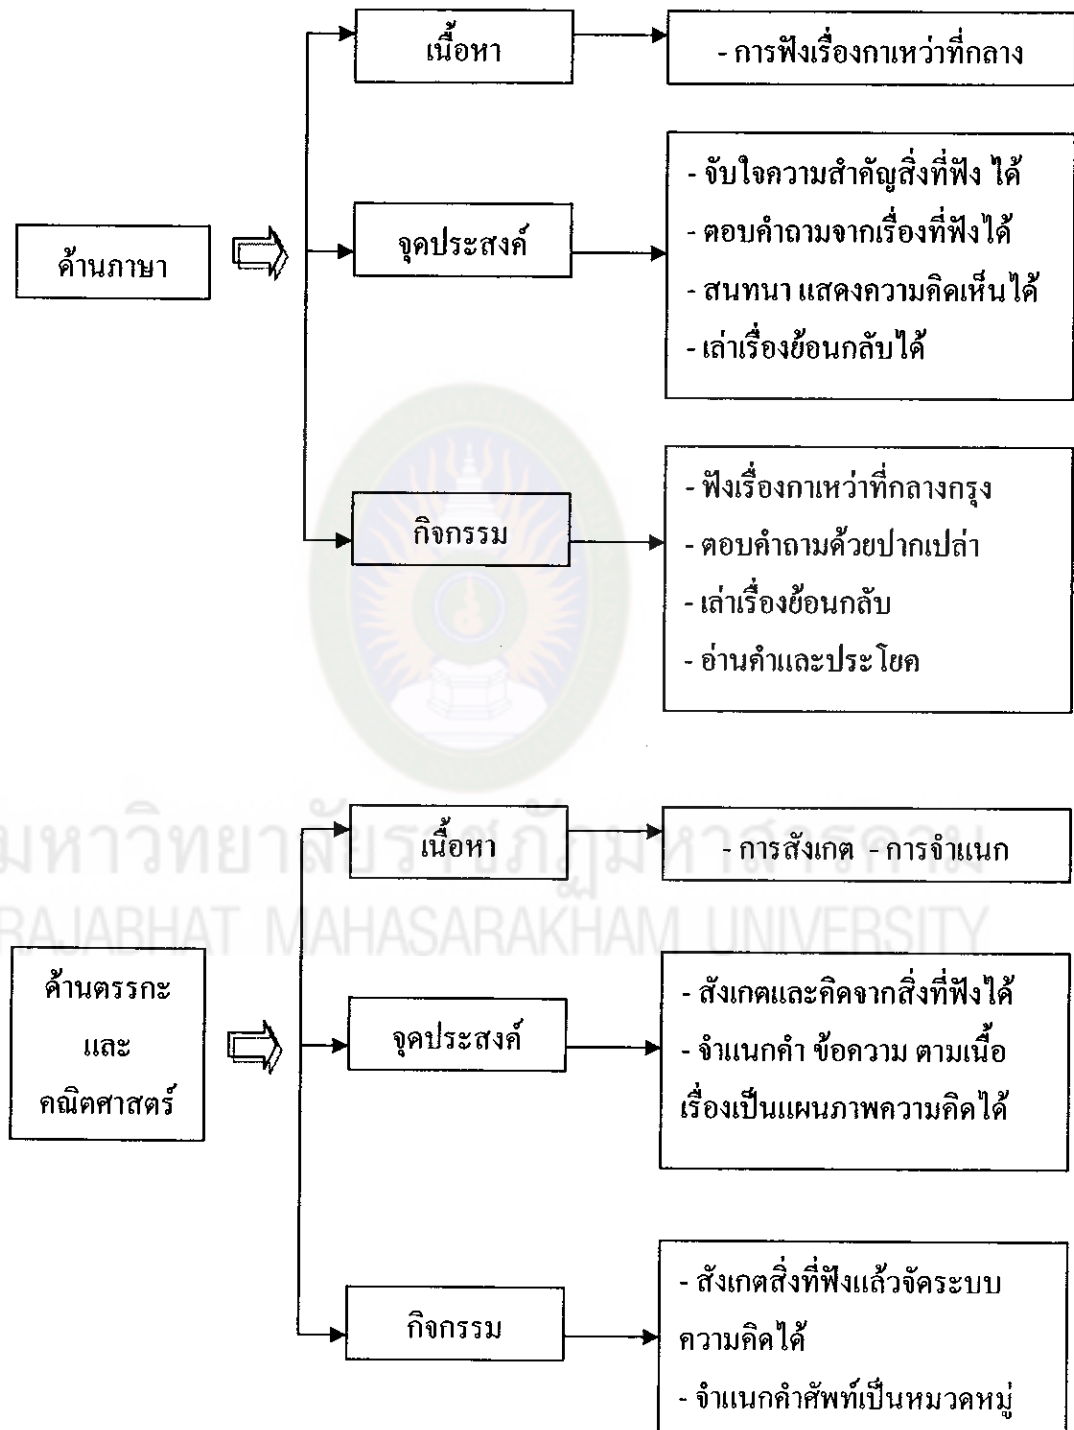 เนื้อหา
- การฟังเรื่องกาเหว่าที่กลาง
ด้านภาษา
จุดประสงค์
- จับใจความสำคัญสิ่งที่ฟัง ได้
- ตอบคำถามจากเรื่องที่ฟังได้
- สนทนา แสดงความคิดเห็นได้
- เล่าเรื่องย้อนกลับได้
กิจกรรม
- ฟังเรื่องกาเหว่าที่กลางกรุง
- ตอบคำถามด้วยปากเปล่า
- เล่าเรื่องย้อนกลับ
- อ่านคำและประโยค
มหาวิทยาลัยราชภัฏมหาสารคาม
RAJABHAT MAHASARAKHAM UNIVERSITY
เนื้อหา
- การสังเกต - การจำแนก
ด้านตรรกะ
และ
คณิตศาสตร์
จุดประสงค์
- สังเกตและคิดจากสิ่งที่ฟังได้
- จำแนกคำ ข้อความ ตามเนื้อ
เรื่องเป็นแผนภาพความคิดได้
กิจกรรม
- สังเกตสิ่งที่ฟังแล้วจัดระบบ
ความคิดได้
- จำแนกคำศัพท์เป็นหมวดหมู่